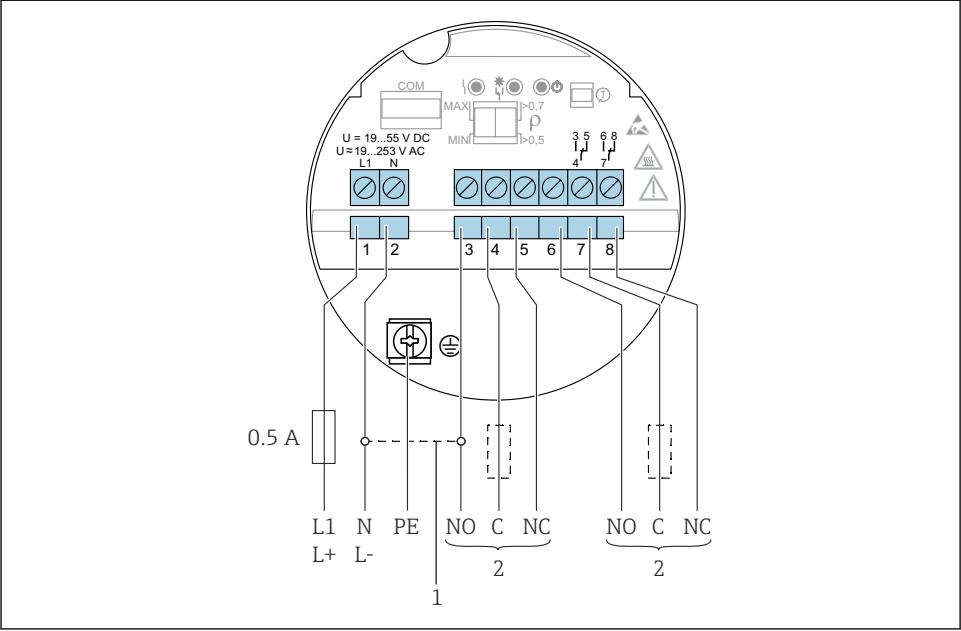 COM
MAX
>0,7
ρ
MIN
>0,5
U = 19...55 V DC
U ≂ 19...253 V AC
L1 N
3 5
4
6 8
7
T
1 2 3 4 5 6 7 8
0.5 A
L1 N PE NO C NC NO C NC
L+ L-
2 2
1